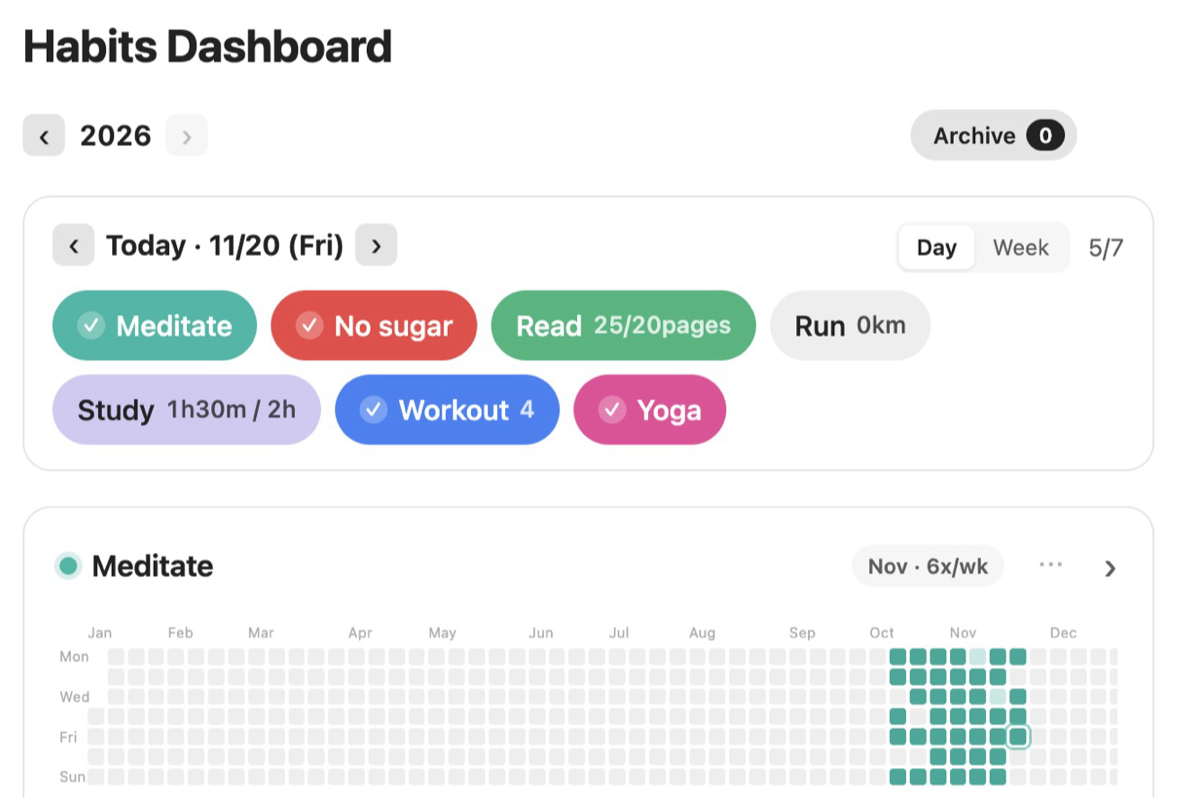 Habits Dashboard
‹ 2026 › Archive 0
‹ Today · 11/20 (Fri) › Day Week 5/7
Meditate No sugar Read 25/20pages Run 0km
Study 1h30m / 2h Workout 4 Yoga
Meditate Nov · 6x/wk ··· ›
Jan Feb Mar Apr May Jun Jul Aug Sep Oct Nov Dec
Mon
Wed
Fri
Sun